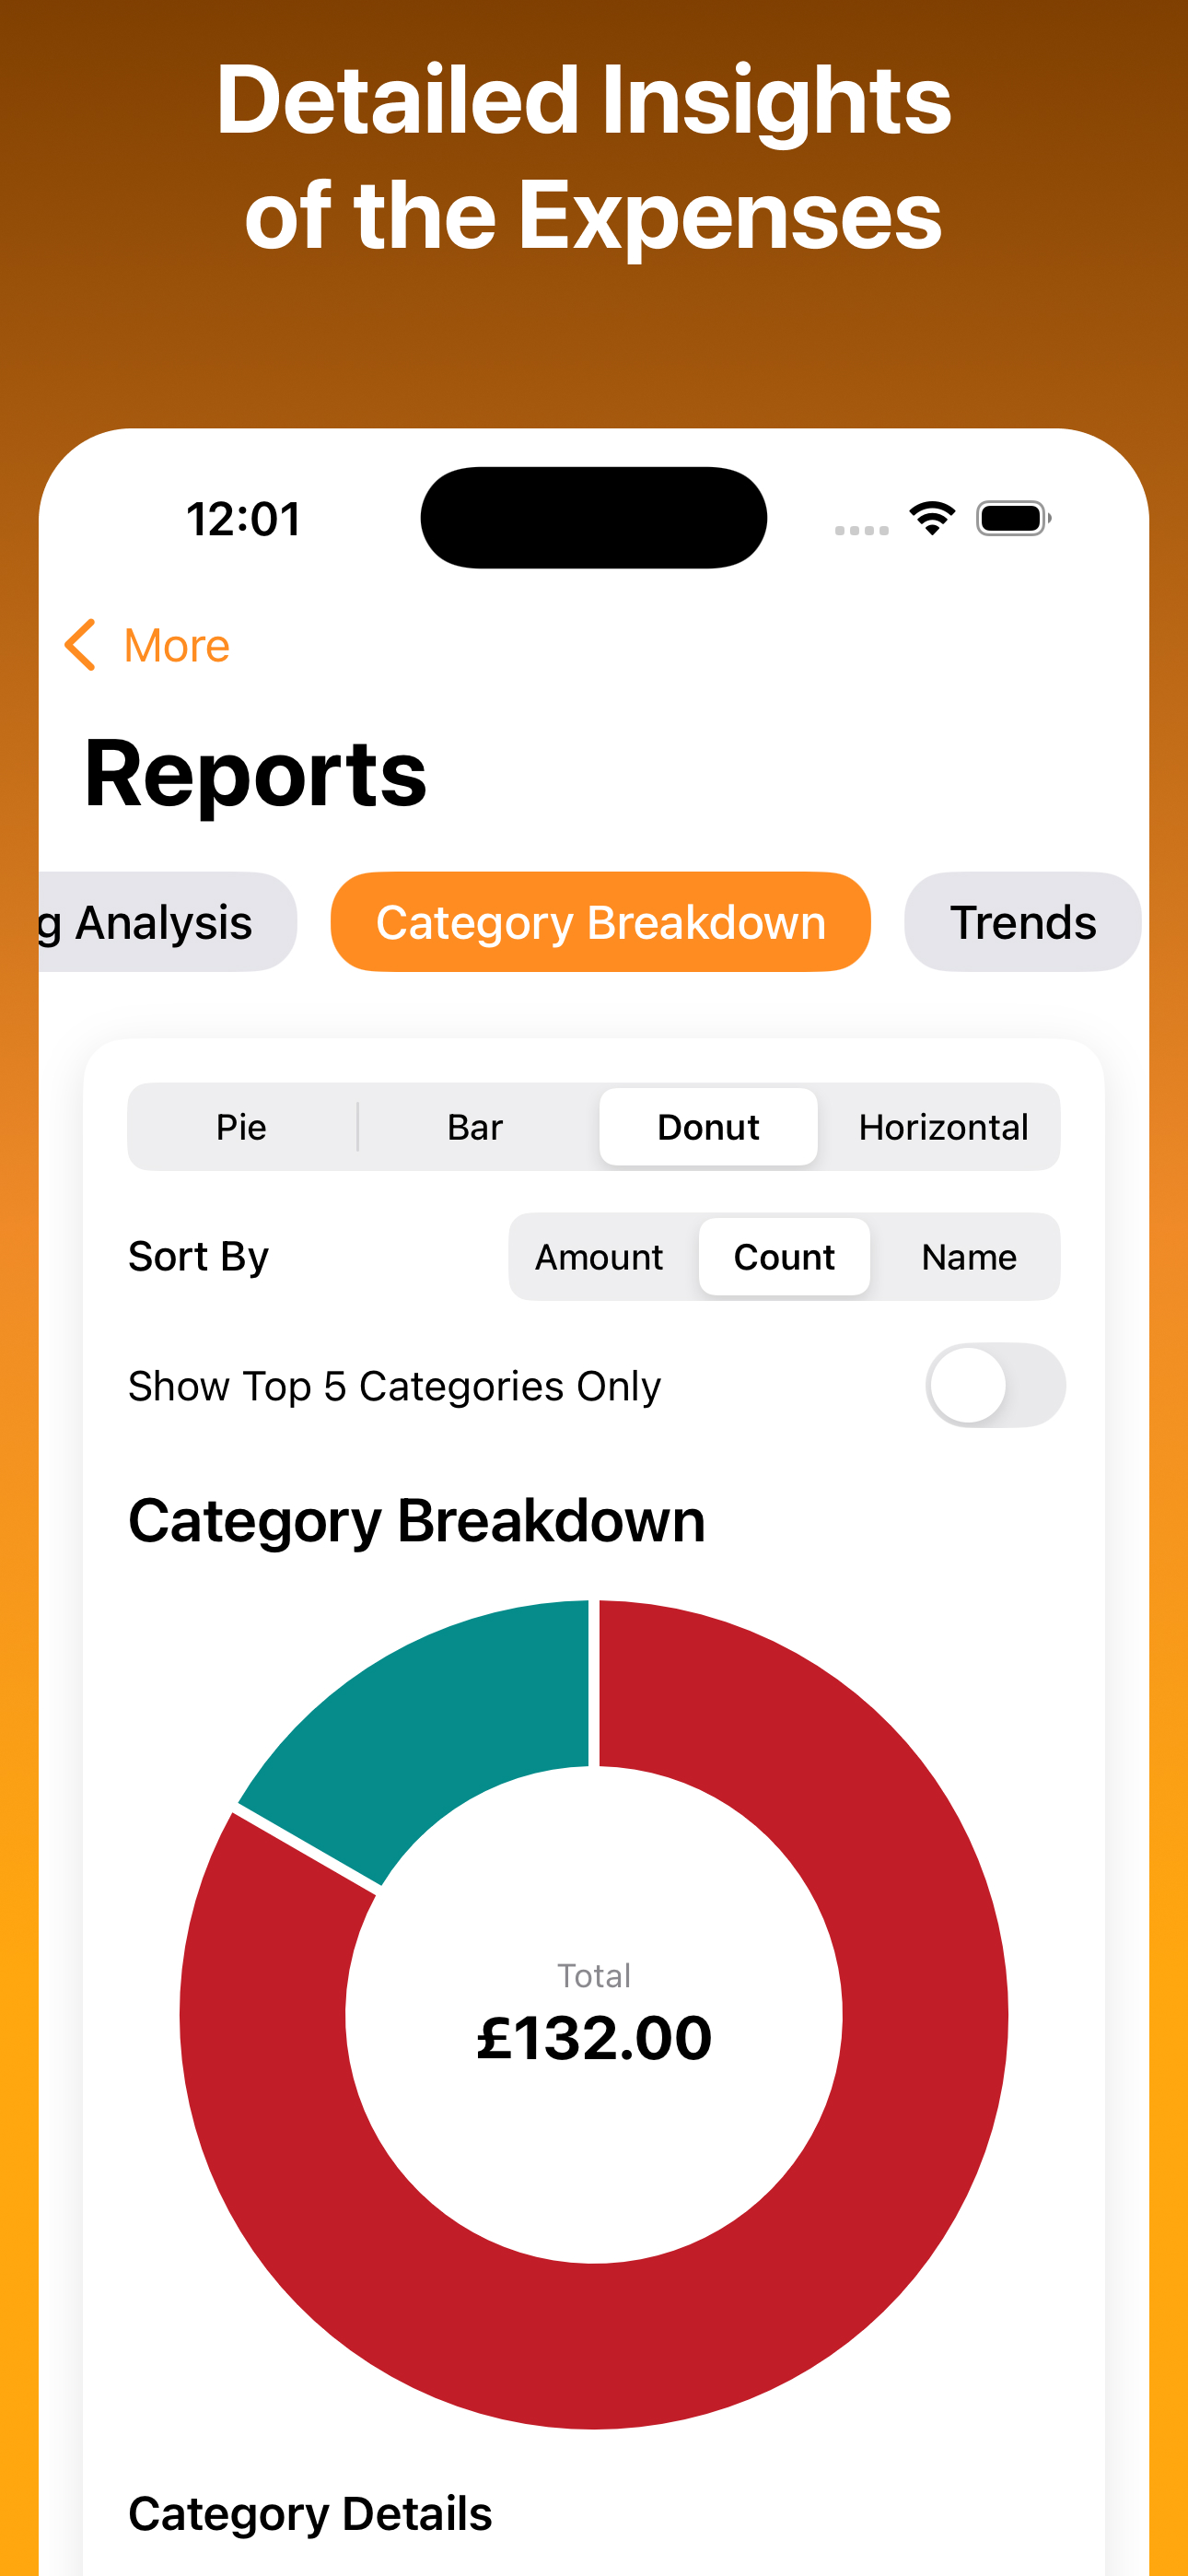 Detailed Insights
of the Expenses
12:01
More
Reports
g Analysis
Category Breakdown
Trends
Pie
Bar
Donut
Horizontal
Sort By
Amount
Count
Name
Show Top 5 Categories Only
Category Breakdown
Total
£132.00
Category Details